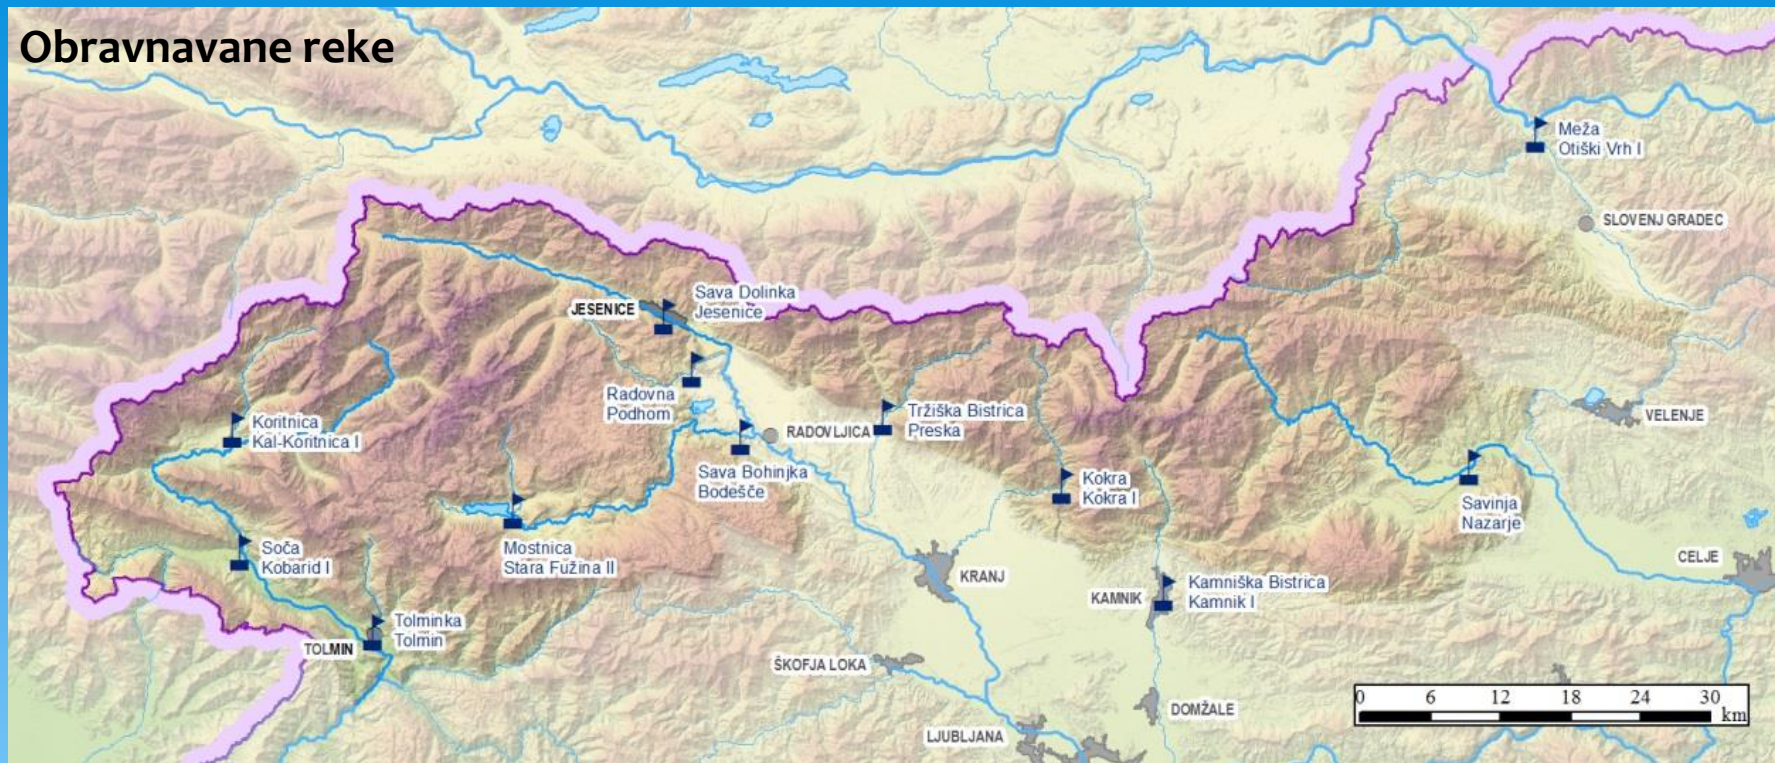 Obravnavane reke
Meža
Otiški Vrh I
SLOVENJ GRADEC
Sava Dolinka
Jesenice
JESENICE
Radovna
Podhom
Koritnica
Kal-Koritnica I
Tržiška Bistrica
Preska
RADOVLJICA
VELENJE
Sava Bohinjka
Bodešče
Kokra
Kokra I
Savinja
Nazarje
Soča
Kobarid I
Mostnica
Stara Fužina II
KRANJ
CELJE
KAMNIK
Kamniška Bistrica
Kamnik I
Tolminka
Tolmin
TOLMIN
ŠKOFJA LOKA
DOMŽALE
LJUBLJANA
0 6 12 18 24 30
km